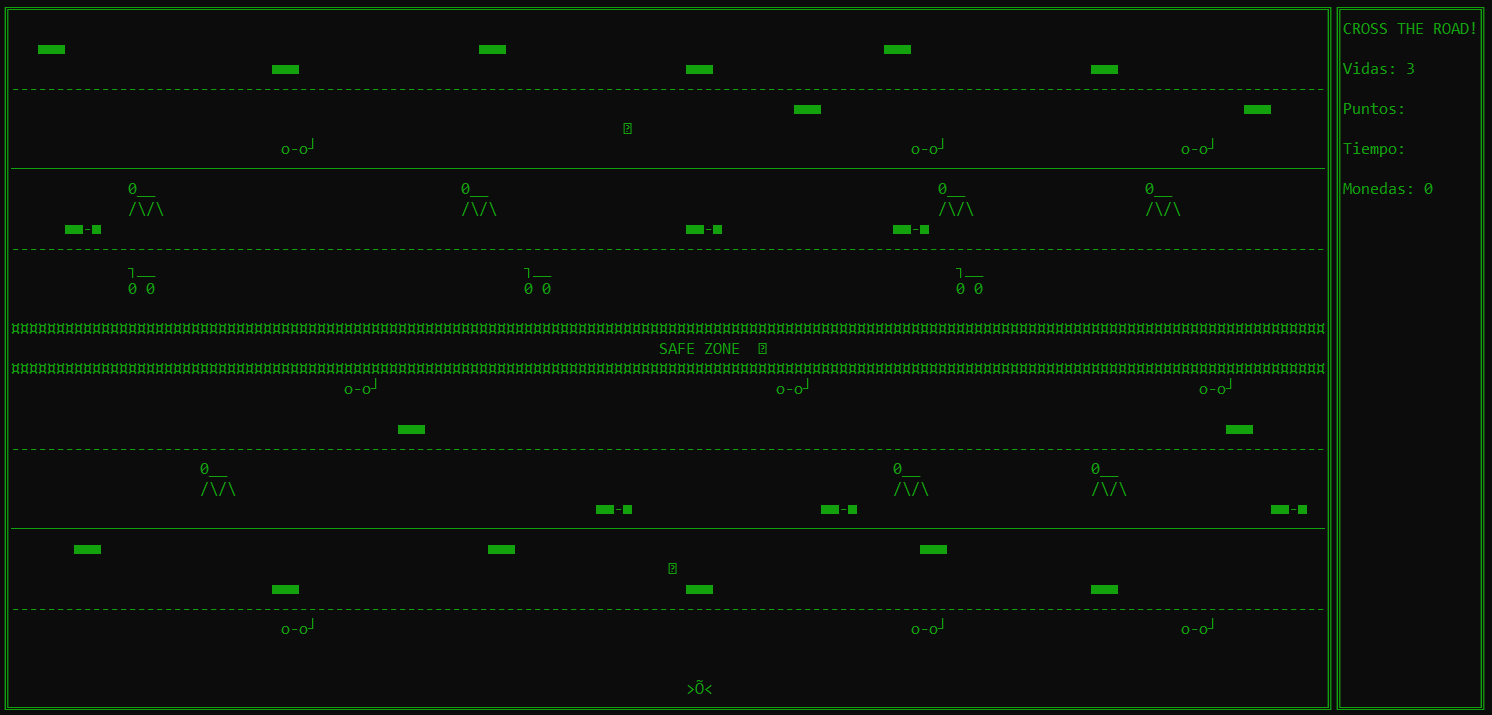 CROSS THE ROAD!
Vidas: 3
Puntos:
Tiempo:
Monedas: 0
SAFE ZONE